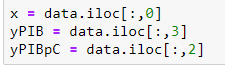 x = data.iloc[:,0]
yPIB = data.iloc[:,3]
yPIBpC = data.iloc[:,2]